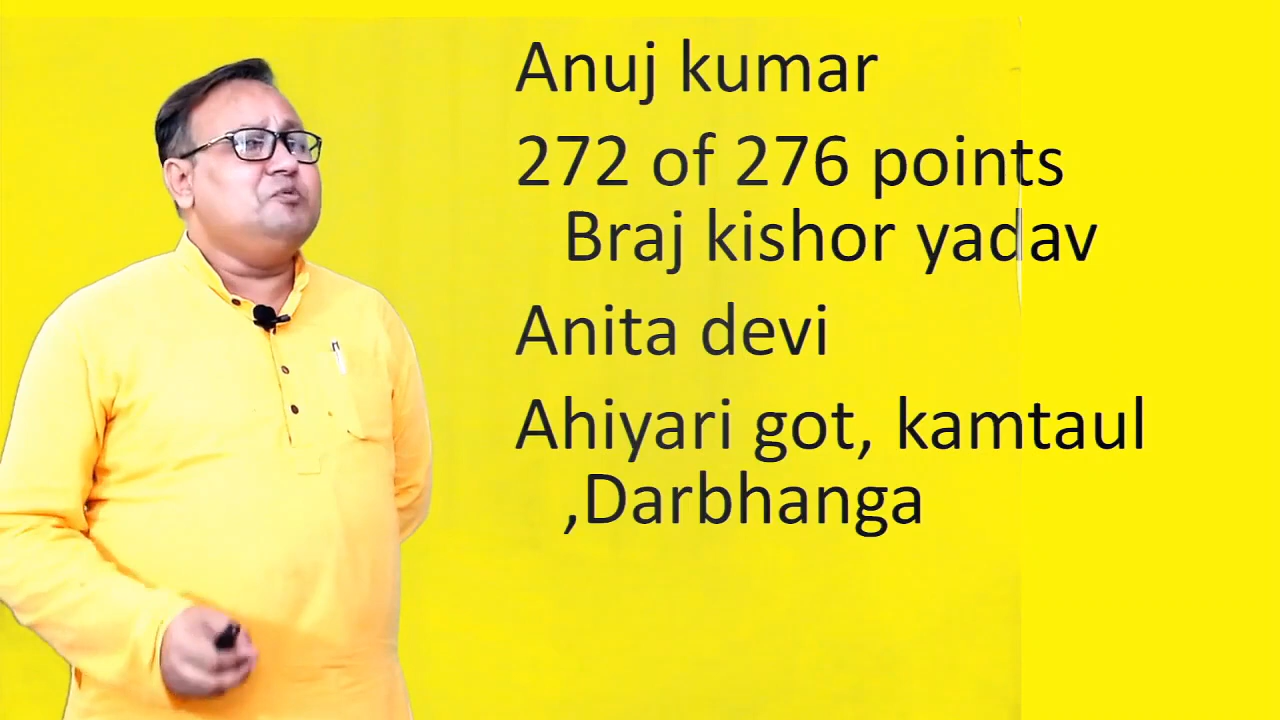 Anuj kumar
272 of 276 points
Braj kishor yadav
Anita devi
Ahiyari got, kamtaul
,Darbhanga